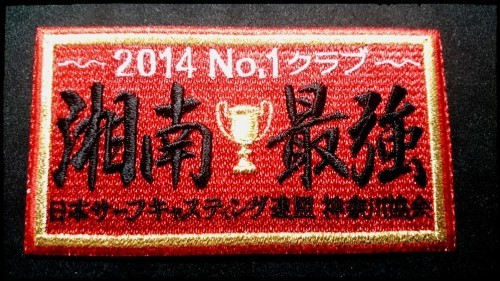 ~2014 No.1クラブ~
湘南 最強
日本サーフキャスティング連盟 神奈川協会